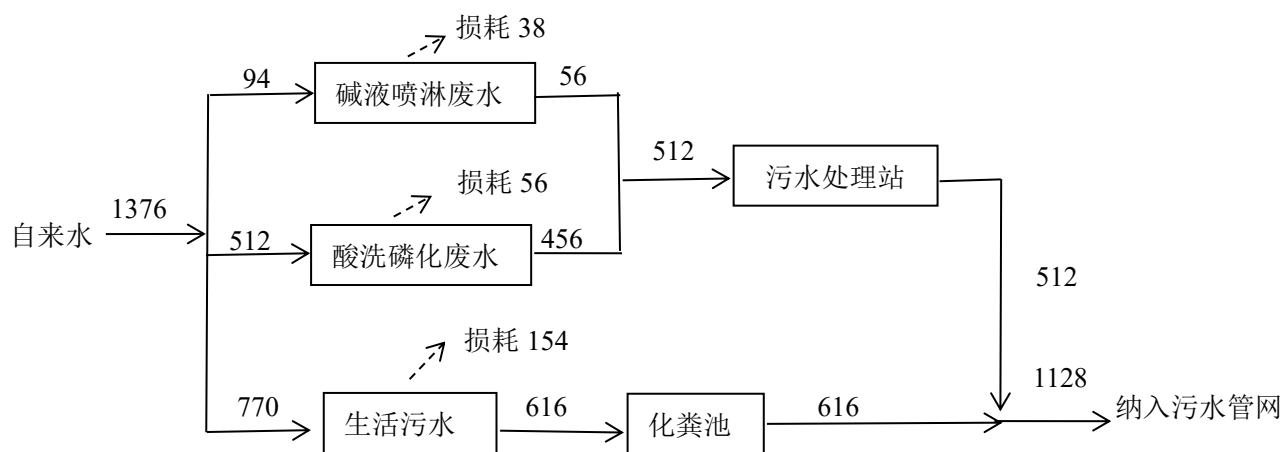 损耗 38
94
碱液喷淋废水
56
512
污水处理站
损耗 56
1376
自来水
512
酸洗磷化废水
456
512
损耗 154
1128
770
生活污水
616
化粪池
616
纳入污水管网